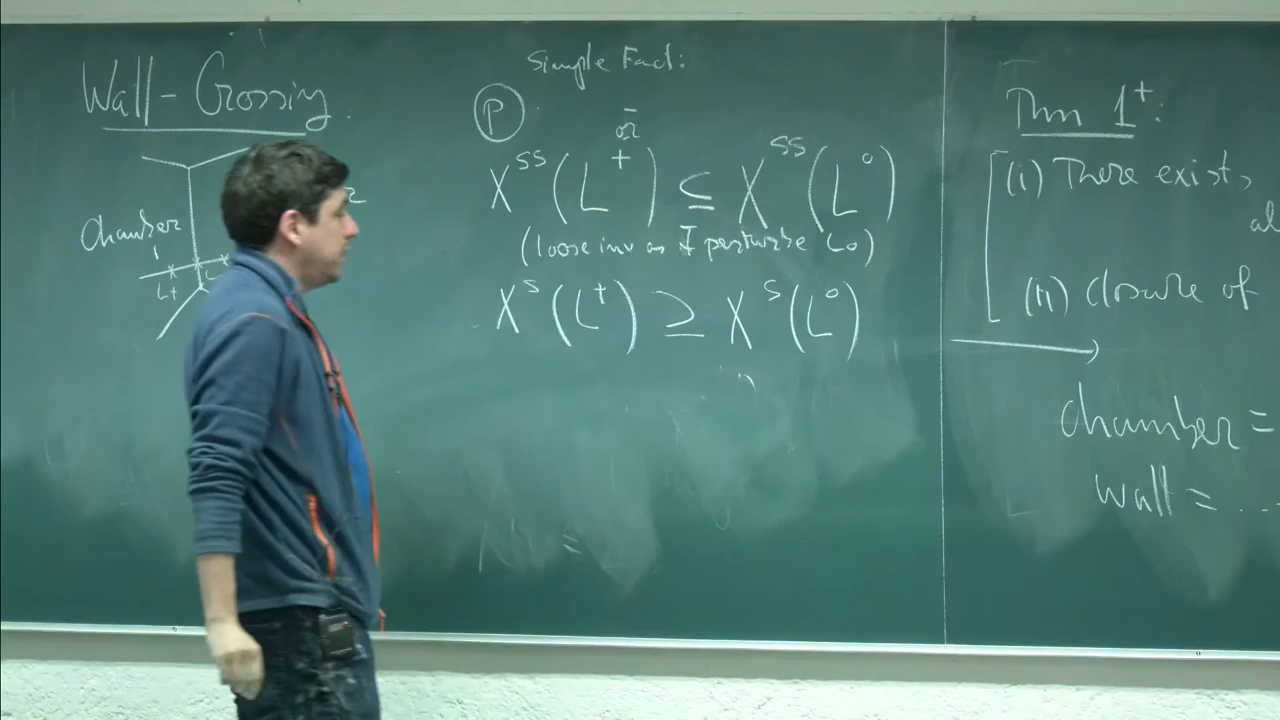 Wall-Crossing.
chamber
L+
Simple Fact:
P
- or
X^SS(L^+) ⊆ X^SS(L^0)
(loose inv as I perturbe L0)
X^S(L^+) ⊇ X^S(L^0)
Thm 1^+:
(i) There exist,
al
(ii) closure of
chamber =
wall = ...